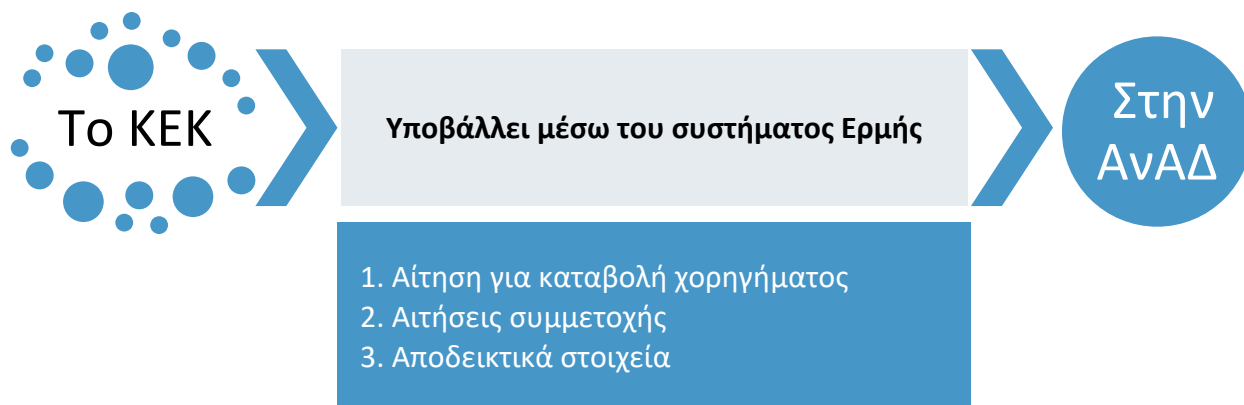 Το ΚΕΚ
Υποβάλλει μέσω του συστήματος Ερμής
Στην
ΑνΑΔ
1. Αίτηση για καταβολή χορηγήματος
2. Αιτήσεις συμμετοχής
3. Αποδεικτικά στοιχεία